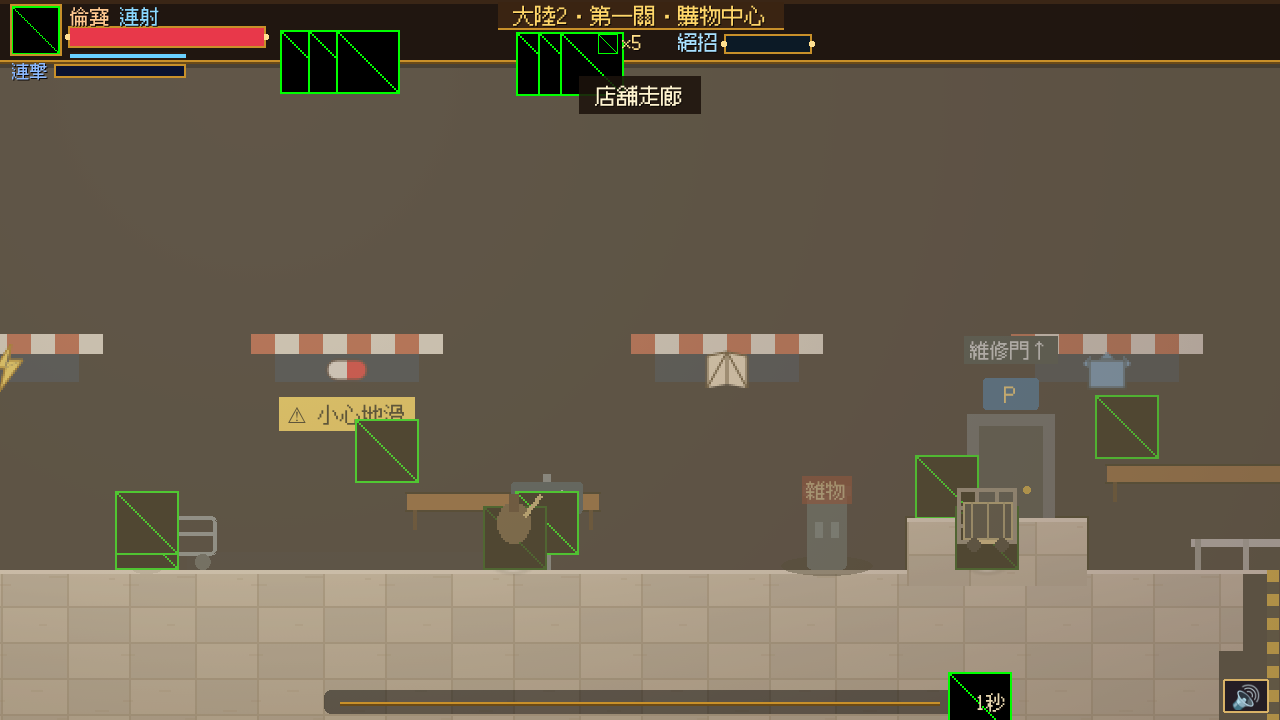 倫寶 連射
大陸2・第一關・購物中心
×5
絕招
連擊
店舖走廊
維修門↑
P
⚠ 小心地滑
雜物
1秒